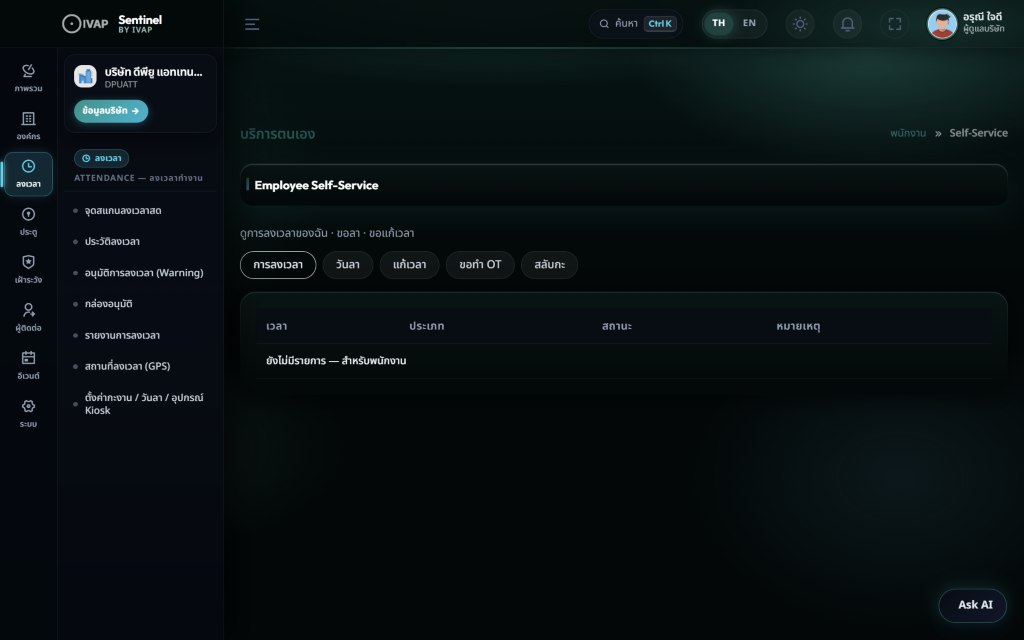 IVAP
Sentinel
BY IVAP
ค้นหา
Ctrl K
TH
EN
อรุณี ใจดี
ผู้ดูแลบริษัท
ภาพรวม
องค์กร
ลงเวลา
ประตู
เฝ้าระวัง
ผู้ติดต่อ
อีเวนต์
ระบบ
บริษัท ดีพียู แอทเทน...
DPUATT
ข้อมูลบริษัท →
ลงเวลา
ATTENDANCE — ลงเวลาทำงาน
จุดสแกนลงเวลาสด
ประวัติลงเวลา
อนุมัติการลงเวลา (Warning)
กล่องอนุมัติ
รายงานการลงเวลา
สถานที่ลงเวลา (GPS)
ตั้งค่ากะงาน / วันลา / อุปกรณ์
Kiosk
บริการตนเอง
พนักงาน » Self-Service
Employee Self-Service
ดูการลงเวลาของฉัน · ขอลา · ขอแก้เวลา
การลงเวลา
วันลา
แก้เวลา
ขอทำ OT
สลับกะ
เวลา ประเภท สถานะ หมายเหตุ
ยังไม่มีรายการ — สำหรับพนักงาน
Ask AI